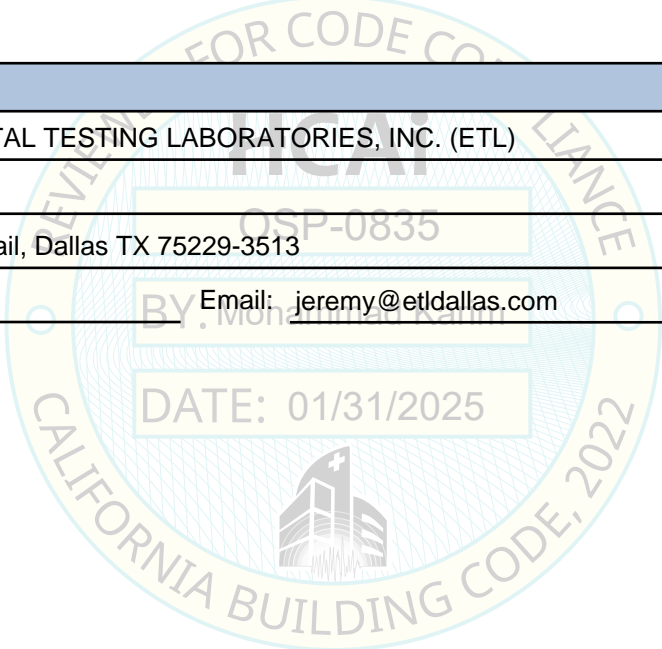 FOR CODE
TAL TESTING LABORATORIES, INC. (ETL)
HCAi
OSP-0835
ail, Dallas TX 75229-3513
Email: jeremy@etldallas.com
BY: Mohammad Karim
DATE: 01/31/2025
CALIFORNIA BUILDING CODE, 2022